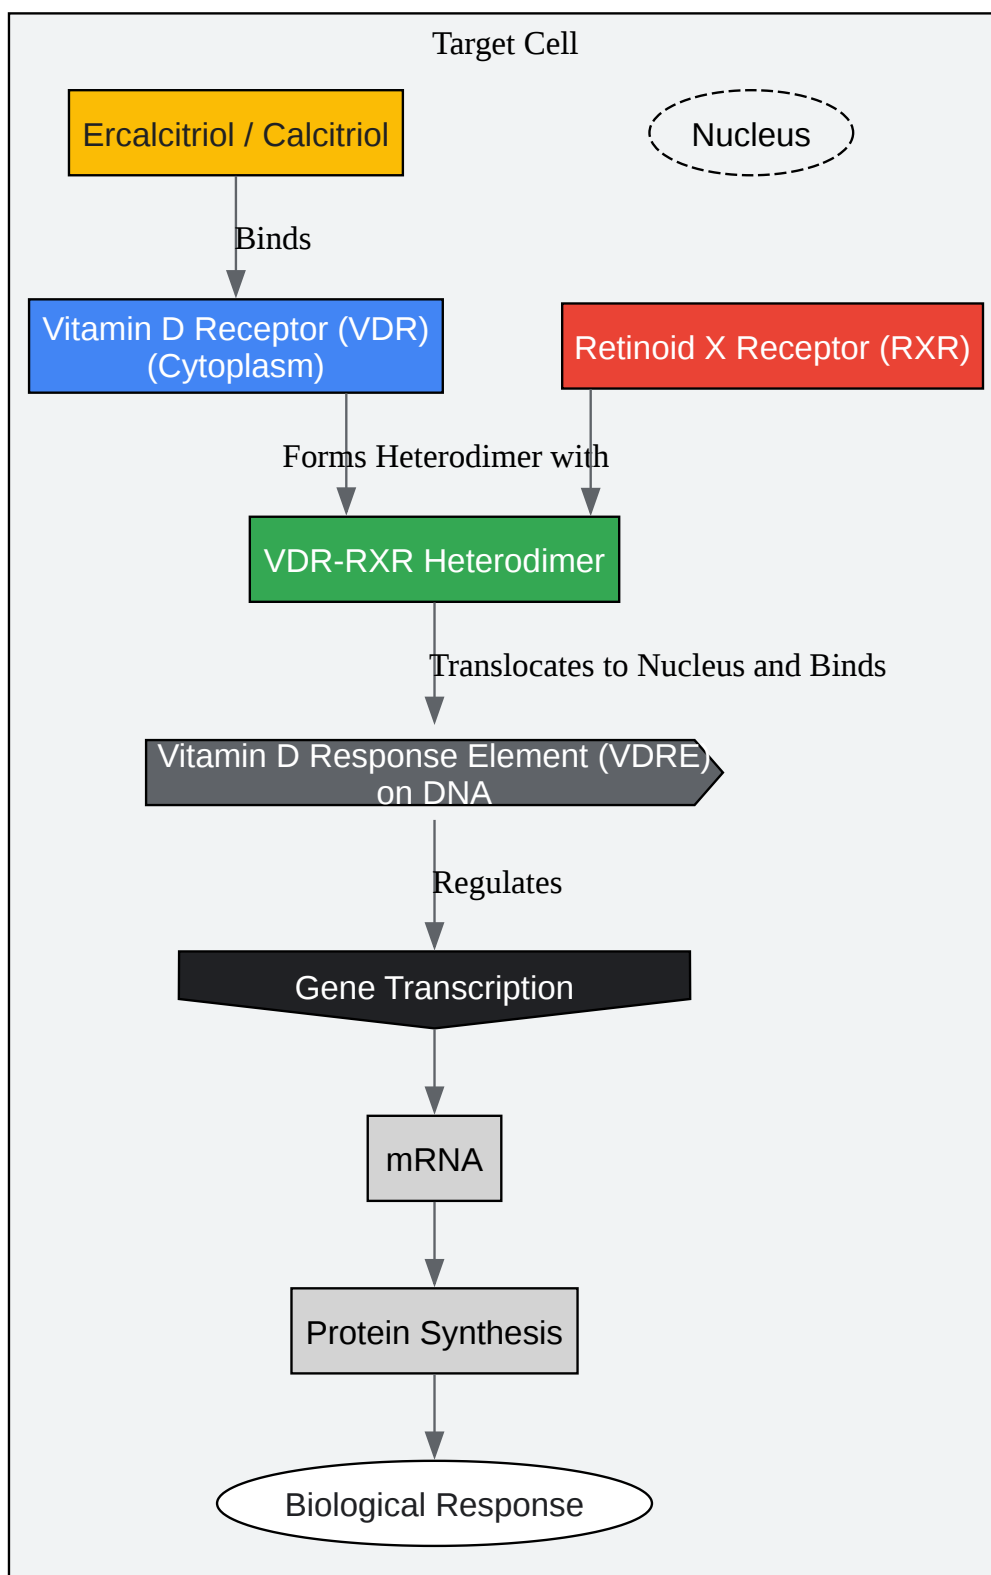 Target Cell
Ercalcitriol / Calcitriol
Nucleus
Binds
Vitamin D Receptor (VDR)
(Cytoplasm)
Retinoid X Receptor (RXR)
Forms Heterodimer with
VDR-RXR Heterodimer
Translocates to Nucleus and Binds
Vitamin D Response Element (VDRE)
on DNA
Regulates
Gene Transcription
mRNA
Protein Synthesis
Biological Response